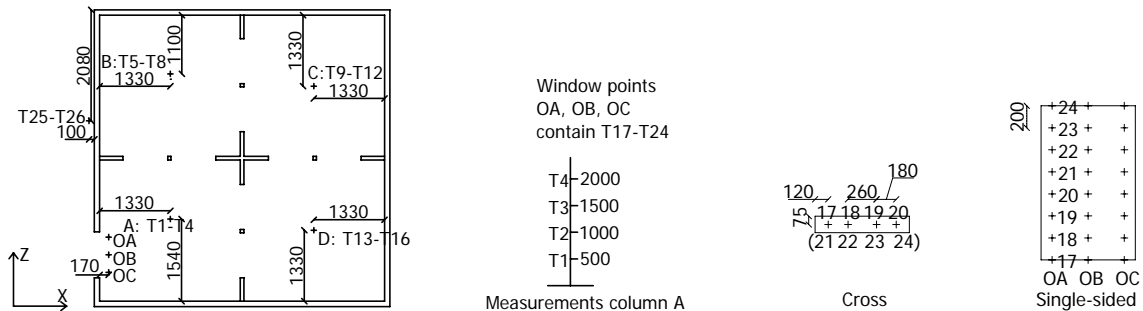 1100
1330
2080
B:T5-T8
1330
C:T9-T12
1330
T25-T26
100
1330
1330
A: T1-T4
D: T13-T16
OA
OB
OC
170
1540
1330
Z
X
Window points
OA, OB, OC
contain T17-T24
T4 2000
T3 1500
T2 1000
T1 500
Measurements column A
180
120 260
75
17 18 19 20
(21 22 23 24)
Cross
200
24
23
22
21
20
19
18
17
OA OB OC
Single-sided